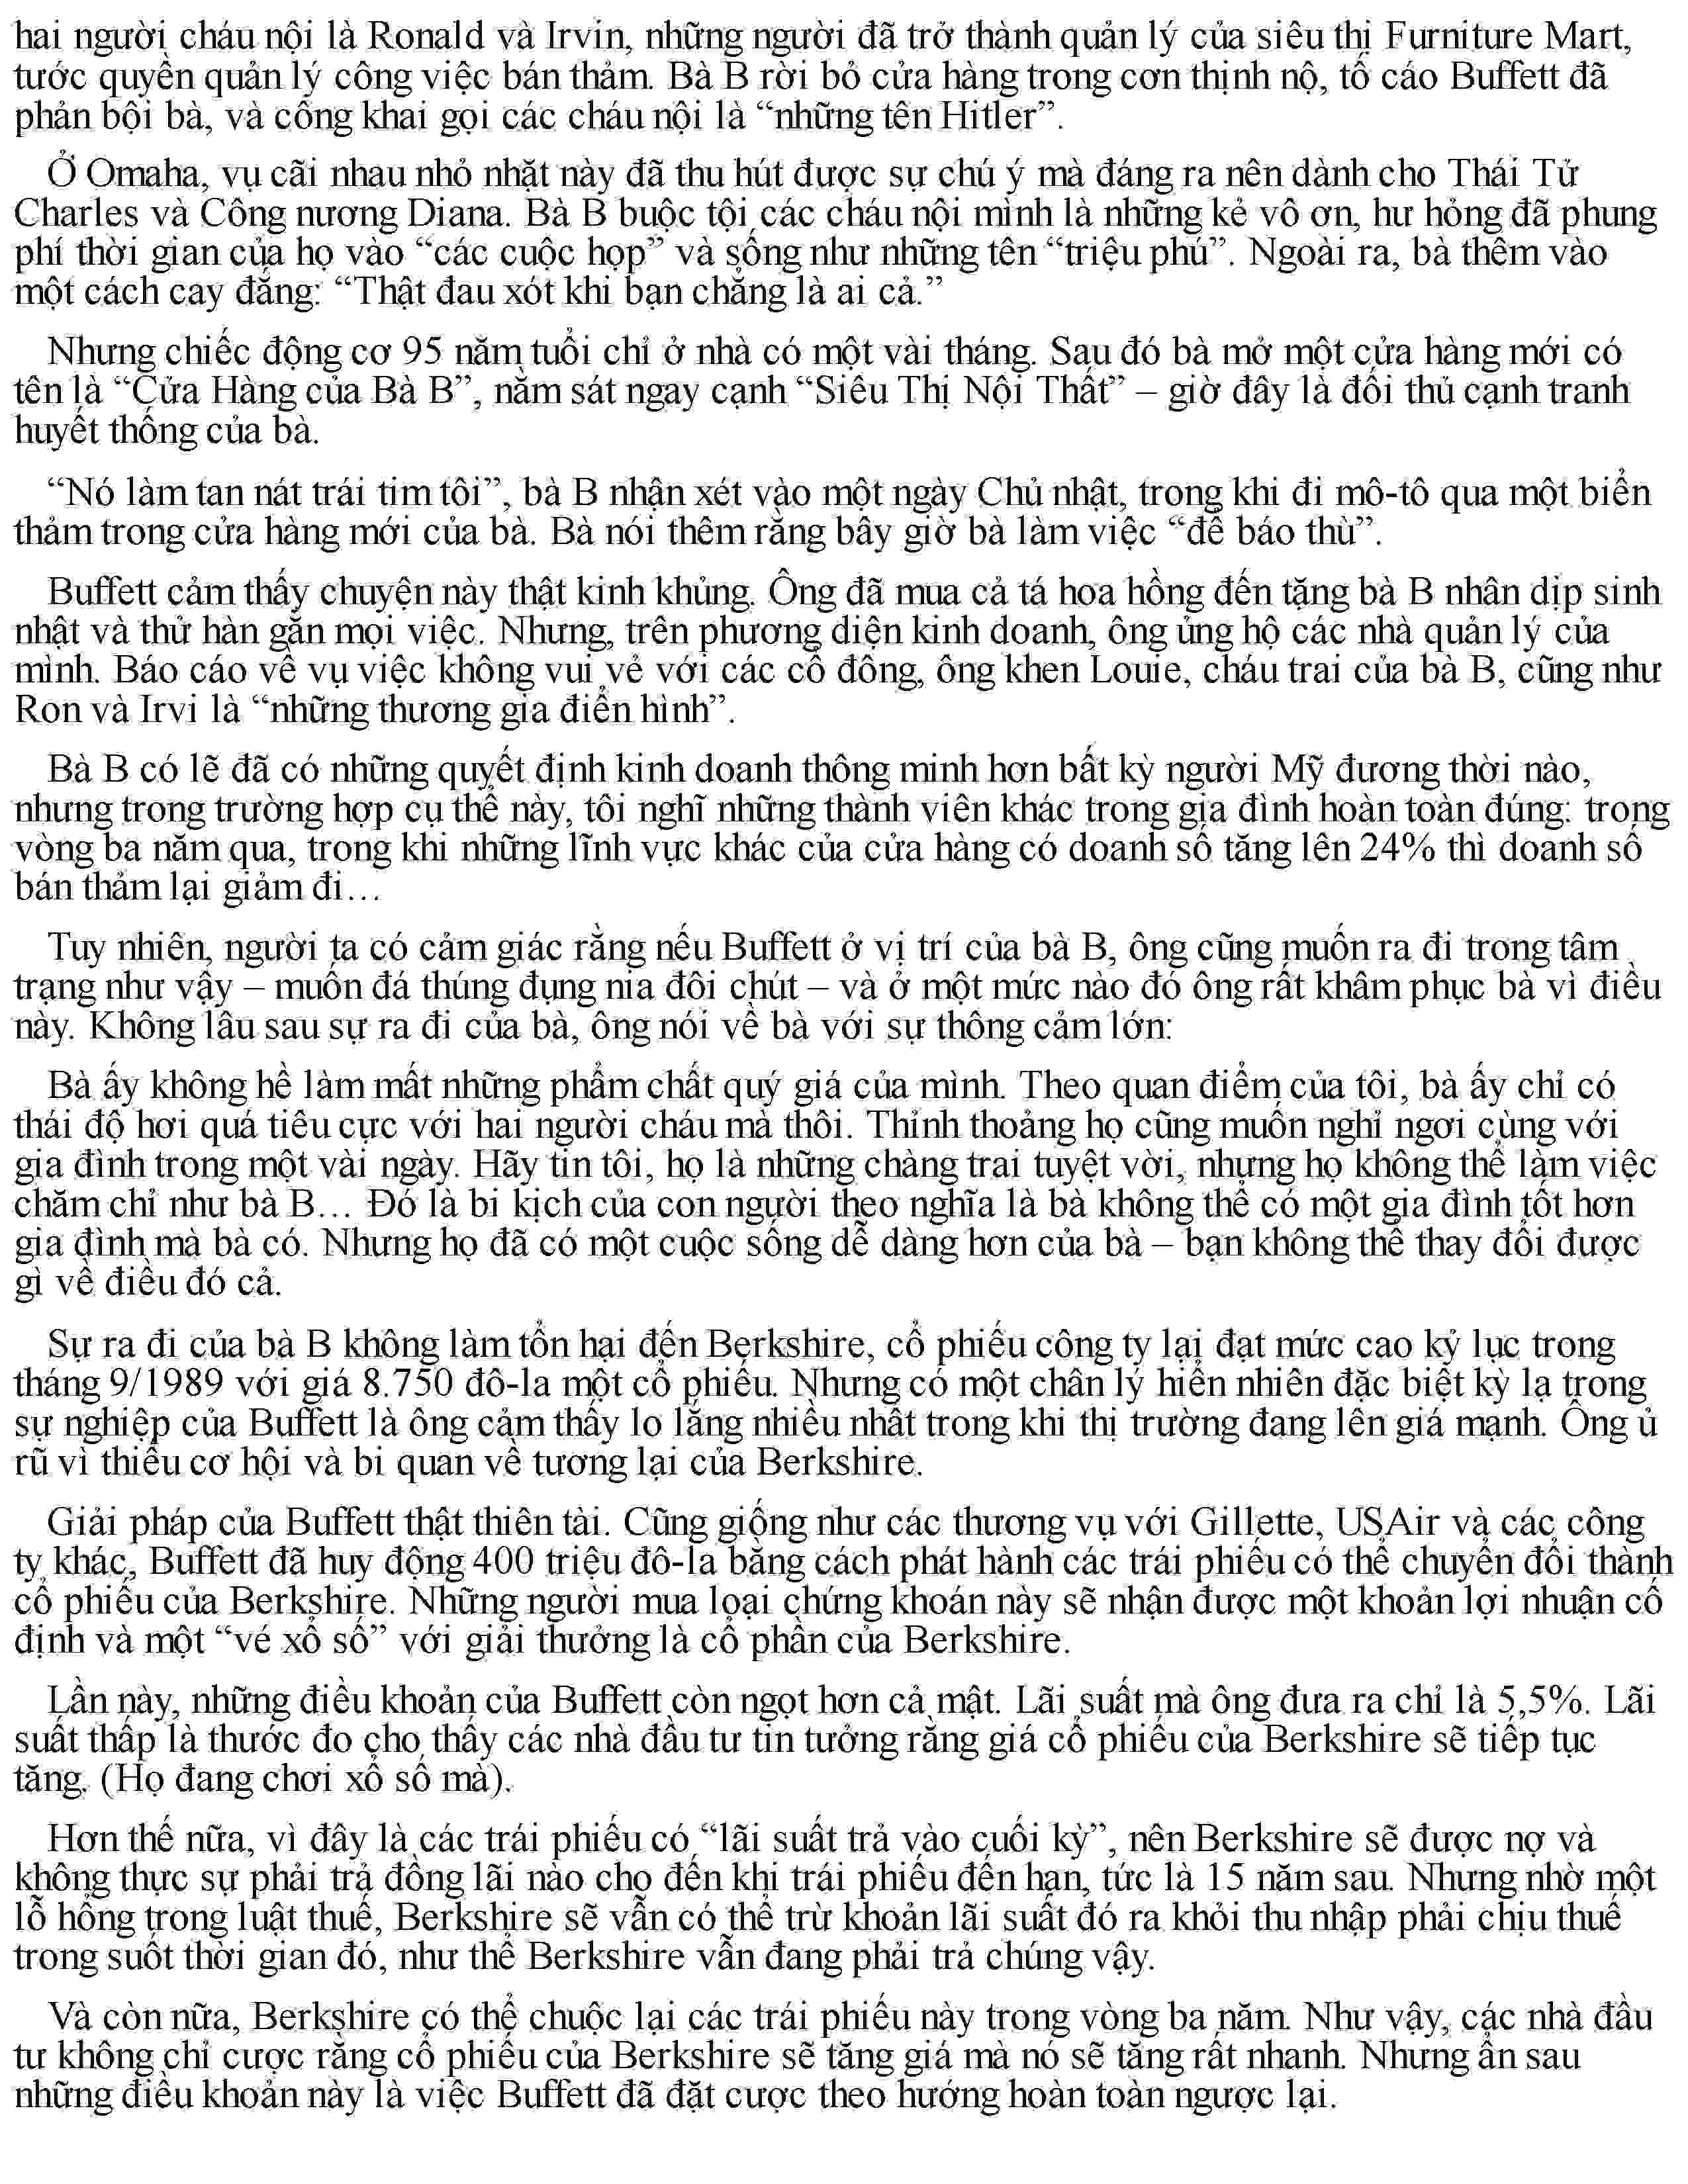 hai người cháu nội là Ronald và Irvin, những người đã trở thành quản lý của siêu thị Furniture Mart,
tước quyền quản lý công việc bán thảm. Bà B rời bỏ cửa hàng trong cơn thịnh nộ, tố cáo Buffett đã
phản bội bà, và công khai gọi các cháu nội là “những tên Hitler”.
Ở Omaha, vụ cãi nhau nhỏ nhặt này đã thu hút được sự chú ý mà đáng ra nên dành cho Thái Tử
Charles và Công nương Diana. Bà B buộc tội các cháu nội mình là những kẻ vô ơn, hư hỏng đã phung
phí thời gian của họ vào “các cuộc họp” và sống như những tên “triệu phú”. Ngoài ra, bà thêm vào
một cách cay đắng: “Thật đau xót khi bạn chẳng là ai cả.”
Nhưng chiếc động cơ 95 năm tuổi chỉ ở nhà có một vài tháng. Sau đó bà mở một cửa hàng mới có
tên là “Cửa Hàng của Bà B”, nằm sát ngay cạnh “Siêu Thị Nội Thất” – giờ đây là đối thủ cạnh tranh
huyết thống của bà.
“Nó làm tan nát trái tim tôi”, bà B nhận xét vào một ngày Chủ nhật, trong khi đi mô-tô qua một biển
thảm trong cửa hàng mới của bà. Bà nói thêm rằng bây giờ bà làm việc “để báo thù”.
Buffett cảm thấy chuyện này thật kinh khủng. Ông đã mua cả tá hoa hồng đến tặng bà B nhân dịp sinh
nhật và thử hàn gắn mọi việc. Nhưng, trên phương diện kinh doanh, ông ủng hộ các nhà quản lý của
mình. Báo cáo về vụ việc không vui vẻ với các cổ đông, ông khen Louie, cháu trai của bà B, cũng như
Ron và Irvi là “những thương gia điển hình”.
Bà B có lẽ đã có những quyết định kinh doanh thông minh hơn bất kỳ người Mỹ đương thời nào,
nhưng trong trường hợp cụ thể này, tôi nghĩ những thành viên khác trong gia đình hoàn toàn đúng: trong
vòng ba năm qua, trong khi những lĩnh vực khác của cửa hàng có doanh số tăng lên 24% thì doanh số
bán thảm lại giảm đi…
Tuy nhiên, người ta có cảm giác rằng nếu Buffett ở vị trí của bà B, ông cũng muốn ra đi trong tâm
trạng như vậy – muốn đá thúng đụng nia đôi chút – và ở một mức nào đó ông rất khâm phục bà vì điều
này. Không lâu sau sự ra đi của bà, ông nói về bà với sự thông cảm lớn:
Bà ấy không hề làm mất những phẩm chất quý giá của mình. Theo quan điểm của tôi, bà ấy chỉ có
thái độ hơi quá tiêu cực với hai người cháu mà thôi. Thỉnh thoảng họ cũng muốn nghỉ ngơi cùng với
gia đình trong một vài ngày. Hãy tin tôi, họ là những chàng trai tuyệt vời, nhưng họ không thể làm việc
chăm chỉ như bà B… Đó là bi kịch của con người theo nghĩa là bà không thể có một gia đình tốt hơn
gia đình mà bà có. Nhưng họ đã có một cuộc sống dễ dàng hơn của bà – bạn không thể thay đổi được
gì về điều đó cả.
Sự ra đi của bà B không làm tổn hại đến Berkshire, cổ phiếu công ty lại đạt mức cao kỷ lục trong
tháng 9/1989 với giá 8.750 đô-la một cổ phiếu. Nhưng có một chân lý hiển nhiên đặc biệt kỳ lạ trong
sự nghiệp của Buffett là ông cảm thấy lo lắng nhiều nhất trong khi thị trường đang lên giá mạnh. Ông ủ
rũ vì thiếu cơ hội và bi quan về tương lại của Berkshire.
Giải pháp của Buffett thật thiên tài. Cũng giống như các thương vụ với Gillette, USAir và các công
ty khác, Buffett đã huy động 400 triệu đô-la bằng cách phát hành các trái phiếu có thể chuyển đổi thành
cổ phiếu của Berkshire. Những người mua loại chứng khoán này sẽ nhận được một khoản lợi nhuận cố
định và một “vé xổ số” với giải thưởng là cổ phần của Berkshire.
Lần này, những điều khoản của Buffett còn ngọt hơn cả mật. Lãi suất mà ông đưa ra chỉ là 5,5%. Lãi
suất thấp là thước đo cho thấy các nhà đầu tư tin tưởng rằng giá cổ phiếu của Berkshire sẽ tiếp tục
tăng. (Họ đang chơi xổ số mà).
Hơn thế nữa, vì đây là các trái phiếu có “lãi suất trả vào cuối kỳ”, nên Berkshire sẽ được nợ và
không thực sự phải trả đồng lãi nào cho đến khi trái phiếu đến hạn, tức là 15 năm sau. Nhưng nhờ một
lỗ hổng trong luật thuế, Berkshire sẽ vẫn có thể trừ khoản lãi suất đó ra khỏi thu nhập phải chịu thuế
trong suốt thời gian đó, như thể Berkshire vẫn đang phải trả chúng vậy.
Và còn nữa, Berkshire có thể chuộc lại các trái phiếu này trong vòng ba năm. Như vậy, các nhà đầu
tư không chỉ cược rằng cổ phiếu của Berkshire sẽ tăng giá mà nó sẽ tăng rất nhanh. Nhưng ẩn sau
những điều khoản này là việc Buffett đã đặt cược theo hướng hoàn toàn ngược lại.